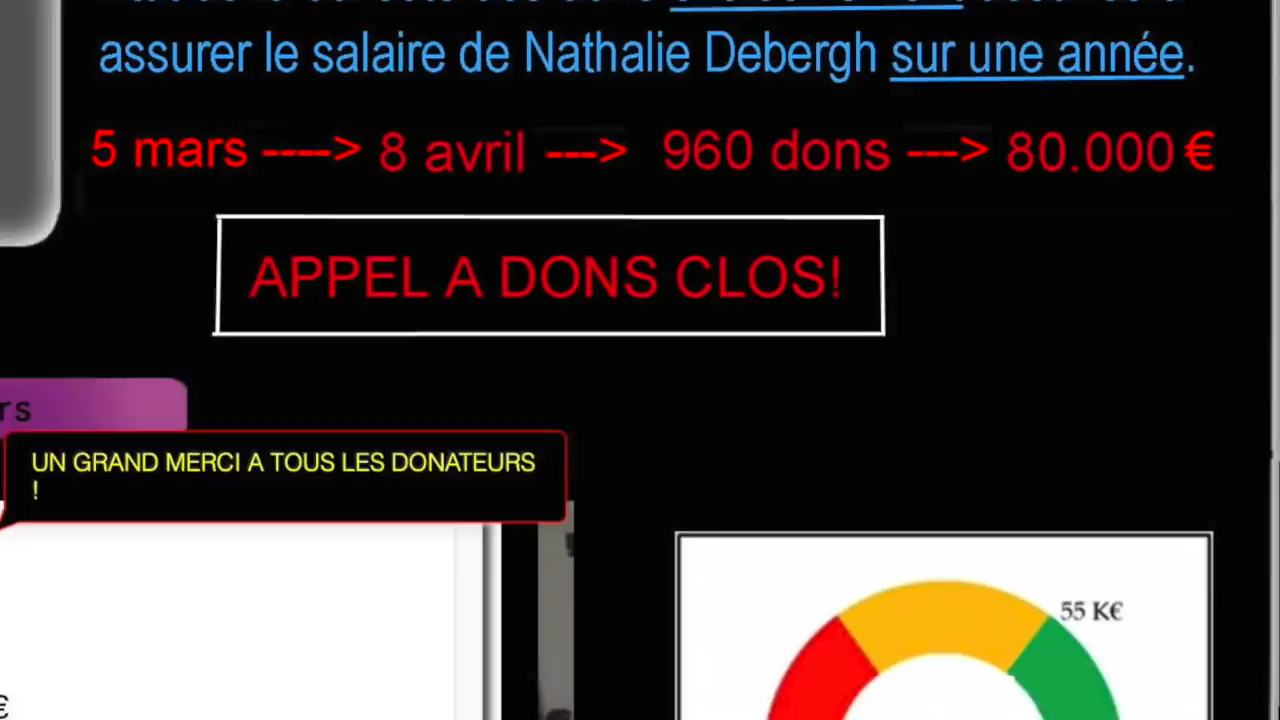 assurer le salaire de Nathalie Debergh sur une année.
5 mars ----> 8 avril ---> 960 dons ---> 80.000 €
APPEL A DONS CLOS!
rs
UN GRAND MERCI A TOUS LES DONATEURS
!
55 K€
€